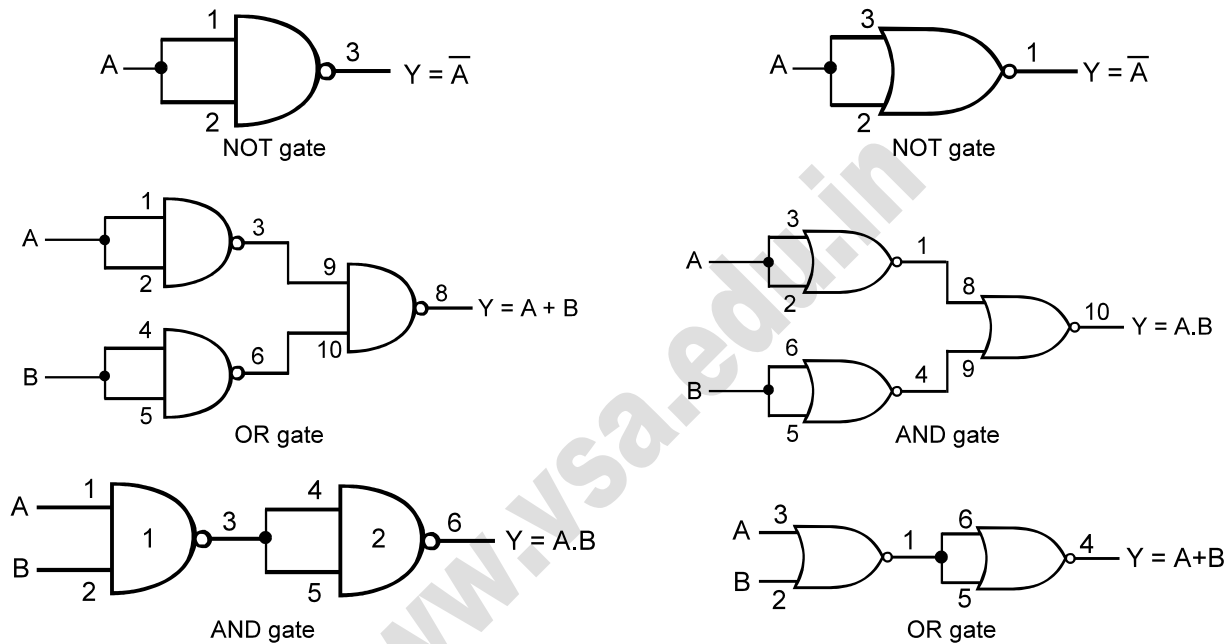 1
A
3
Y = A̅
2
NOT gate
3
A
1
Y = A̅
2
NOT gate
1
A
3
2
9
8
Y = A + B
4
10
B
6
5
OR gate
3
A
1
2
8
10
Y = A.B
6
9
B
4
5
AND gate
A
1
1
3
B
2
4
2
6
Y = A.B
5
AND gate
A
3
1
B
2
6
4
Y = A+B
5
OR gate
www.vsa.edu.in